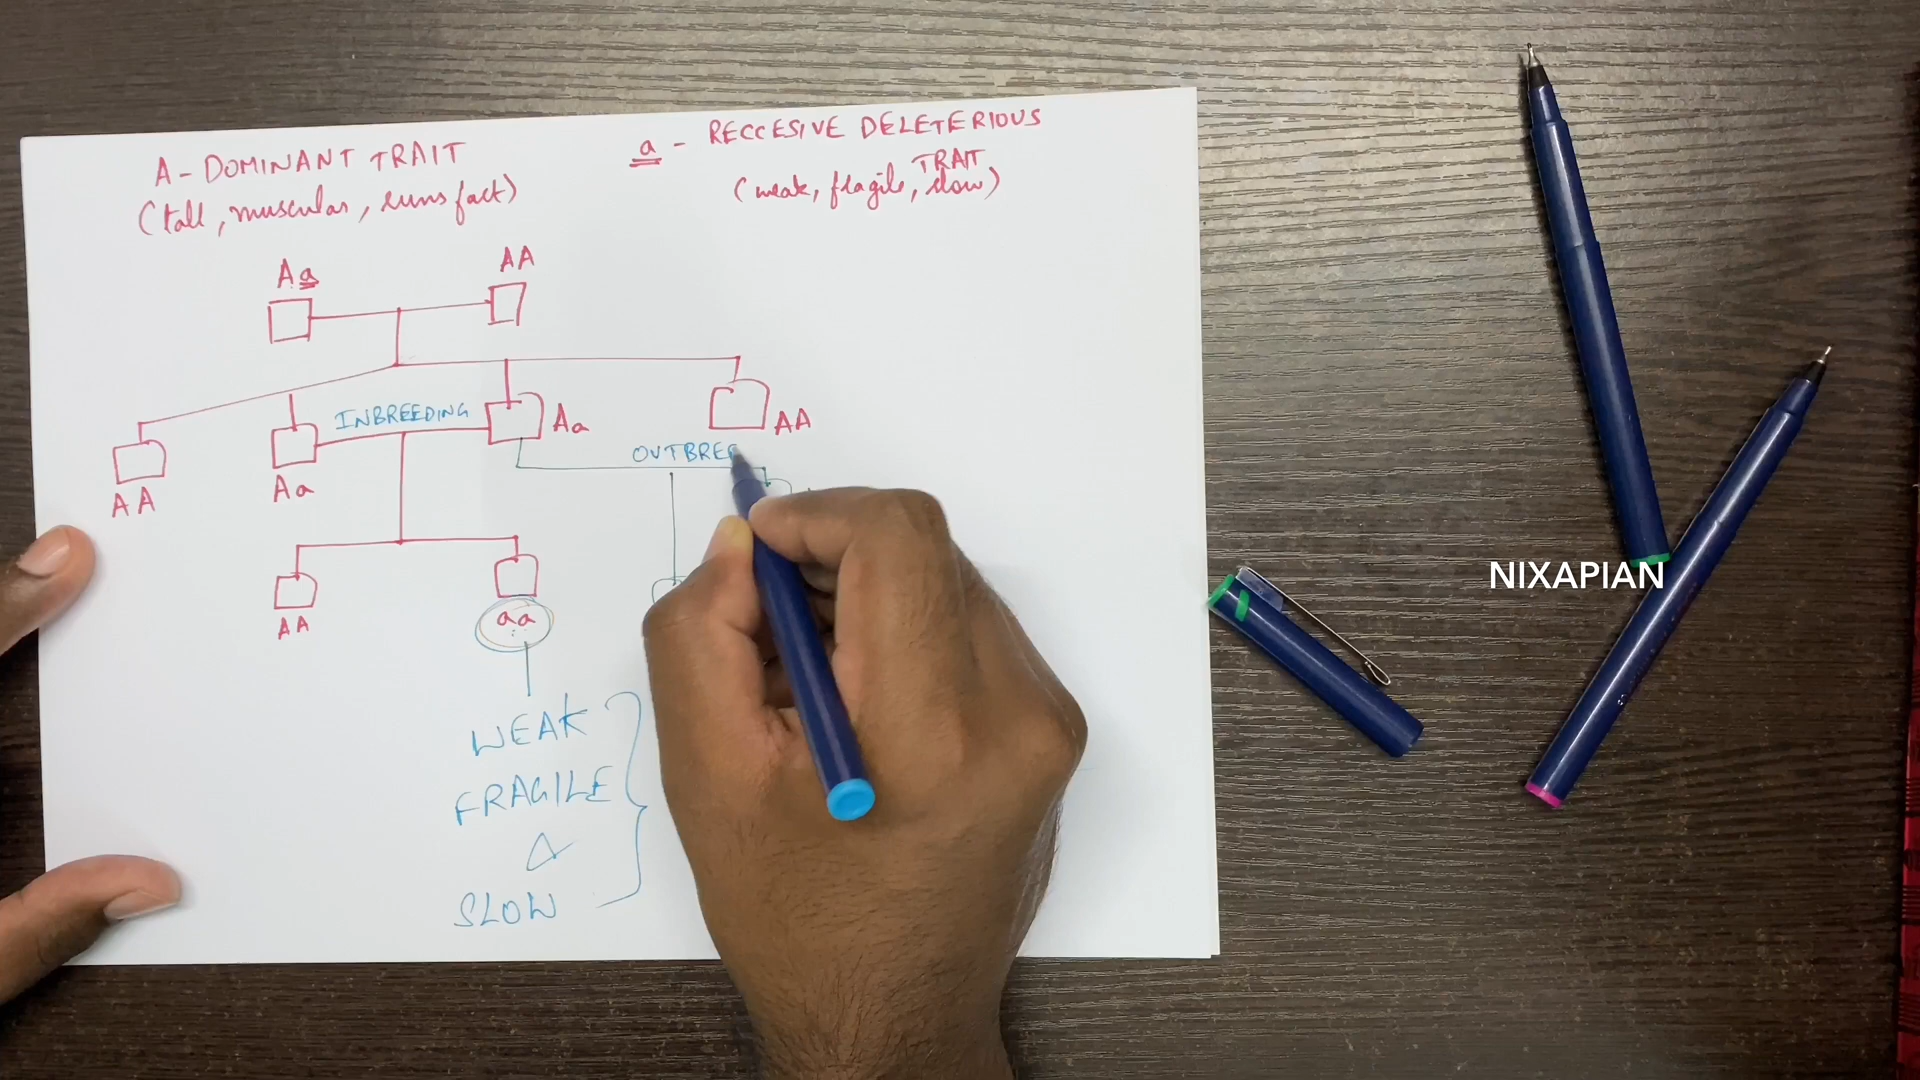 A - DOMINANT TRAIT
(tall, muscular, runs fact)
a - RECCESIVE DELETERIOUS
TRAIT
(weak, fragile, slow)
Aa
AA
INBREEDING
Aa
AA
OUTBREE
AA
Aa
AA
aa
WEAK
FRAGILE
&
SLOW
NIXAPIAN